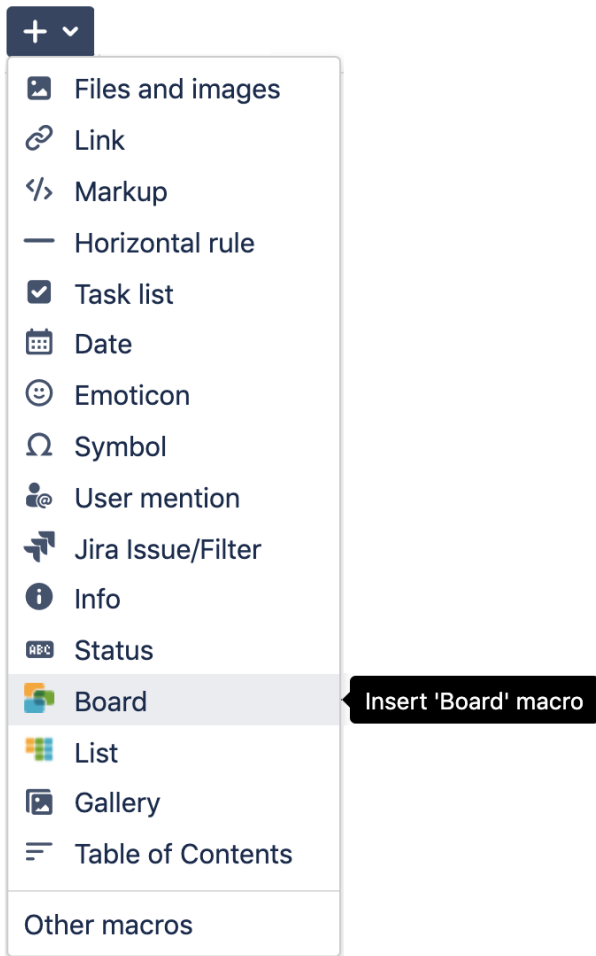 Files and images
Link
Markup
Horizontal rule
Task list
Date
Emoticon
Symbol
User mention
Jira Issue/Filter
Info
ABC Status
Board
Insert 'Board' macro
List
Gallery
Table of Contents
Other macros